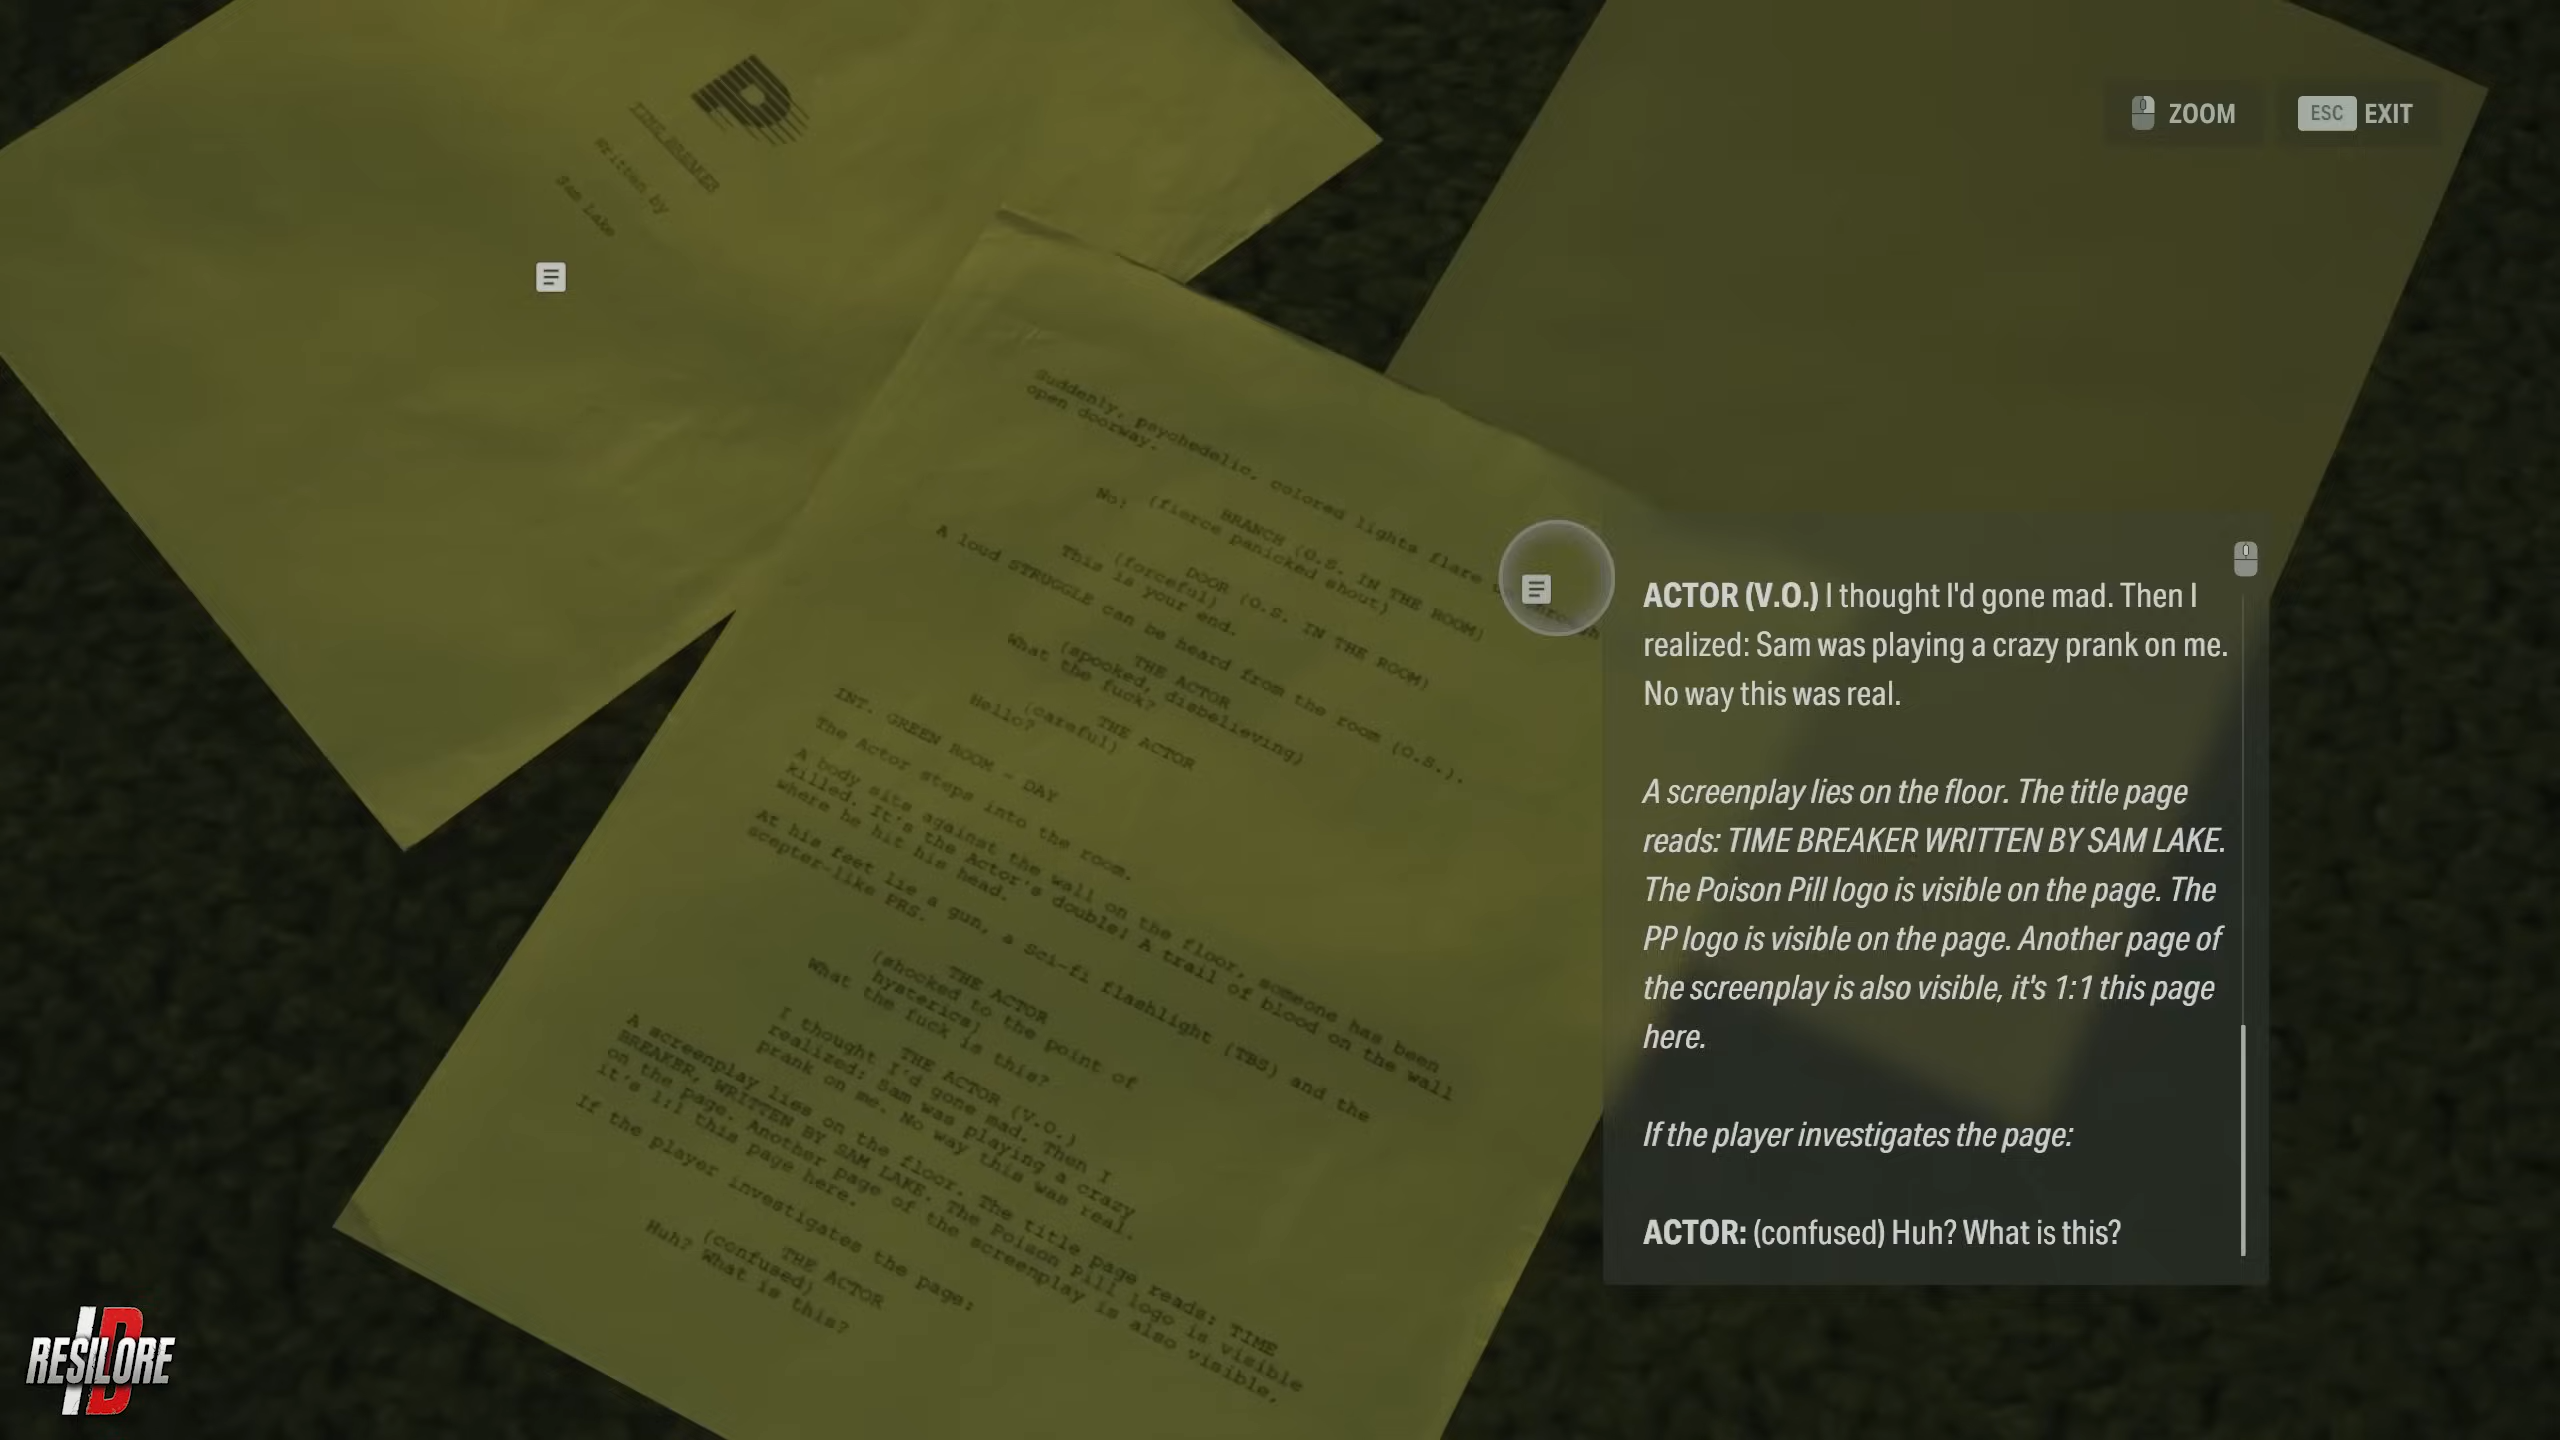 P
TIME BREAKER
Written by
Sam Lake
ZOOM
ESC EXIT
Suddenly, psychedelic, colored lights flare through
open doorway.
BRANCH (O.S. IN THE ROOM)
(fierce panicked shout)
No!
DOOR (O.S. IN THE ROOM)
(forceful)
This is your end.
A loud STRUGGLE can be heard from the room (O.S.).
THE ACTOR
(spooked, disbelieving)
What the fuck?
THE ACTOR
(careful)
Hello?
INT. GREEN ROOM - DAY
The Actor steps into the room.
A body sits against the wall on the floor, someone has been
killed. It's the Actor's double! A trail of blood on the wall
where he hit his head.
At his feet lie a gun, a Sci-fi flashlight (TBS) and the
scepter-like PRS.
THE ACTOR
(shocked to the point of
hysterics)
What the fuck is this?
THE ACTOR (V.O.)
I thought I'd gone mad. Then I
realized: Sam was playing a crazy
prank on me. No way this was real.
A screenplay lies on the floor. The title page reads: TIME
BREAKER, WRITTEN BY SAM LAKE. The Poison Pill logo is visible
on the page. Another page of the screenplay is also visible,
it's 1:1 this page here.
If the player investigates the page:
THE ACTOR
(confused)
Huh? What is this?
ACTOR (V.O.) I thought I'd gone mad. Then I
realized: Sam was playing a crazy prank on me.
No way this was real.
A screenplay lies on the floor. The title page
reads: TIME BREAKER WRITTEN BY SAM LAKE.
The Poison Pill logo is visible on the page. The
PP logo is visible on the page. Another page of
the screenplay is also visible, it's 1:1 this page
here.
If the player investigates the page:
ACTOR: (confused) Huh? What is this?
RESILORE
ID